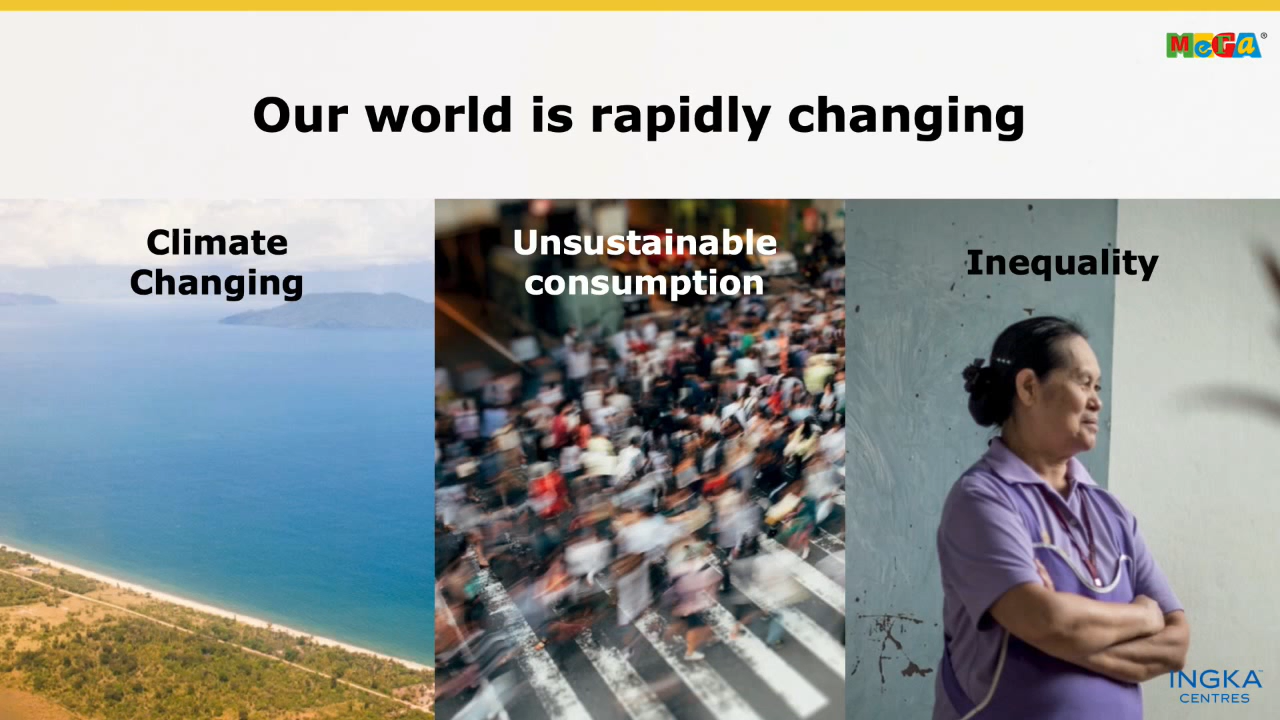 MEGA®
Our world is rapidly changing
Climate
Changing
Unsustainable
consumption
Inequality
INGKA
CENTRES